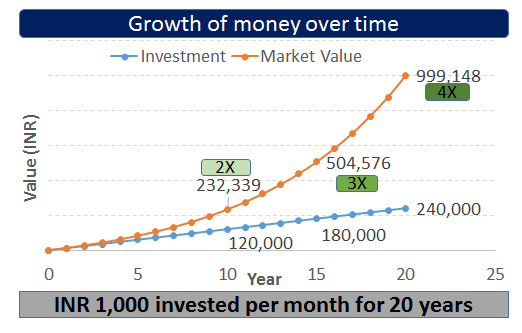 Growth of money over time
Investment Market Value
Value (INR)
999,148
4X
2X
232,339
504,576
3X
240,000
120,000
180,000
0 5 10 15 20 25
Year
INR 1,000 invested per month for 20 years